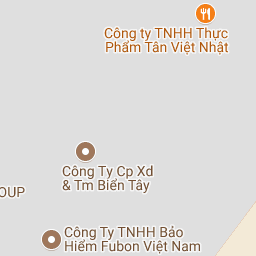 Công ty TNHH Thực
Phẩm Tân Việt Nhật
Công Ty Cp Xd
& Tm Biển Tây
OUP
Công Ty TNHH Bảo
Hiểm Fubon Việt Nam